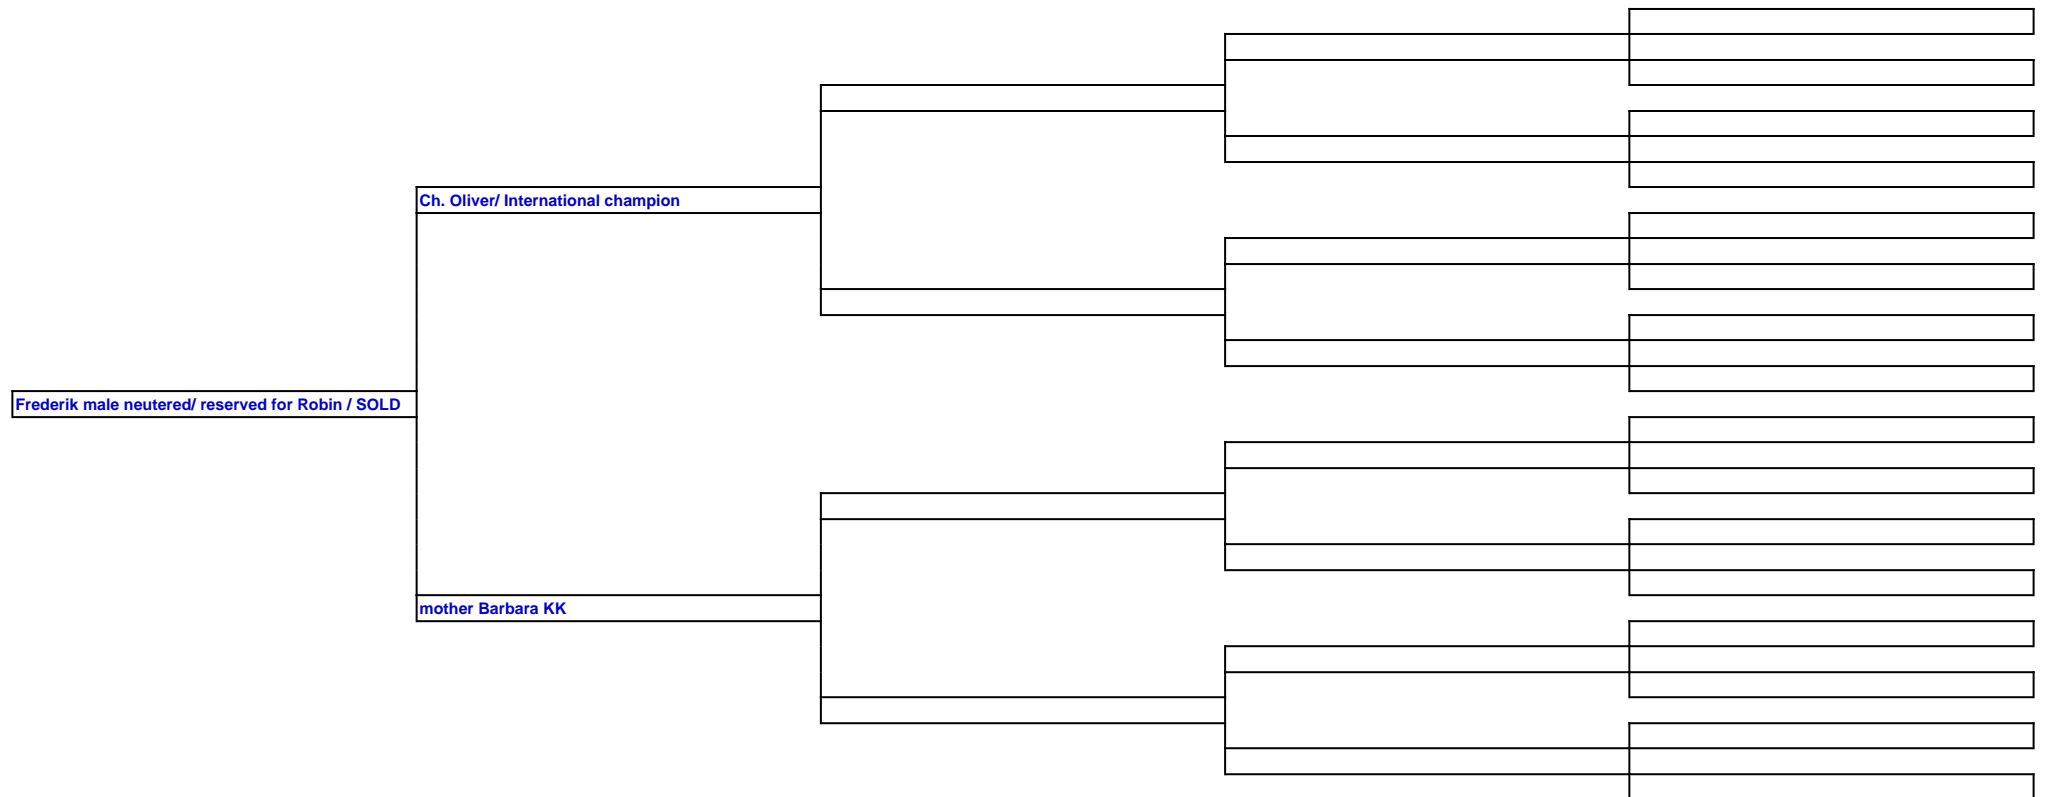 Ch. Oliver/ International champion
Frederik male neutered/ reserved for Robin / SOLD
mother Barbara KK